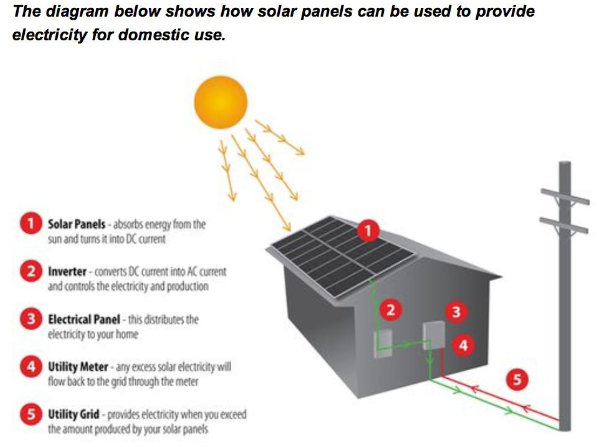 The diagram below shows how solar panels can be used to provide
electricity for domestic use.
1 Solar Panels - absorbs energy from the
sun and turns it into DC current
2 Inverter - converts DC current into AC current
and controls the electricity and production
3 Electrical Panel - this distributes the
electricity to your home
4 Utility Meter - any excess solar electricity will
flow back to the grid through the meter
5 Utility Grid - provides electricity when you exceed
the amount produced by your solar panels
1
2
3
4
5